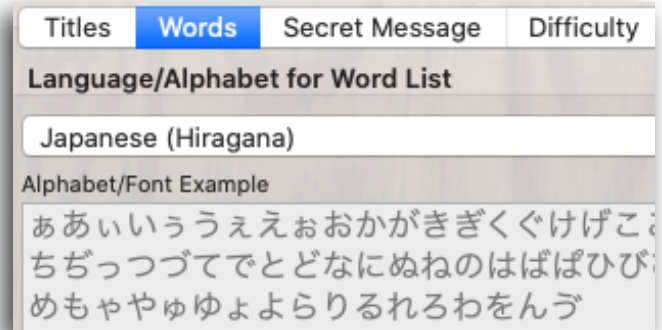 Titles Words Secret Message Difficulty
Language/Alphabet for Word List
Japanese (Hiragana)
Alphabet/Font Example
ぁあぃいぅうぇえぉおかがきぎくぐけげこ
ちぢっつづてでとどなにぬねのはばぱひび
めもゃやゅゆょよらりるれろわをんゔ